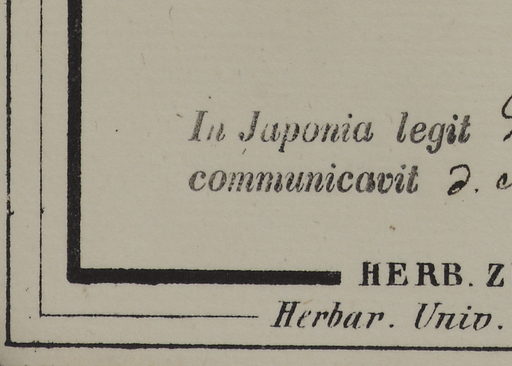 In Japonia legit
communicavit d.
HERB. Z
Herbar. Univ.